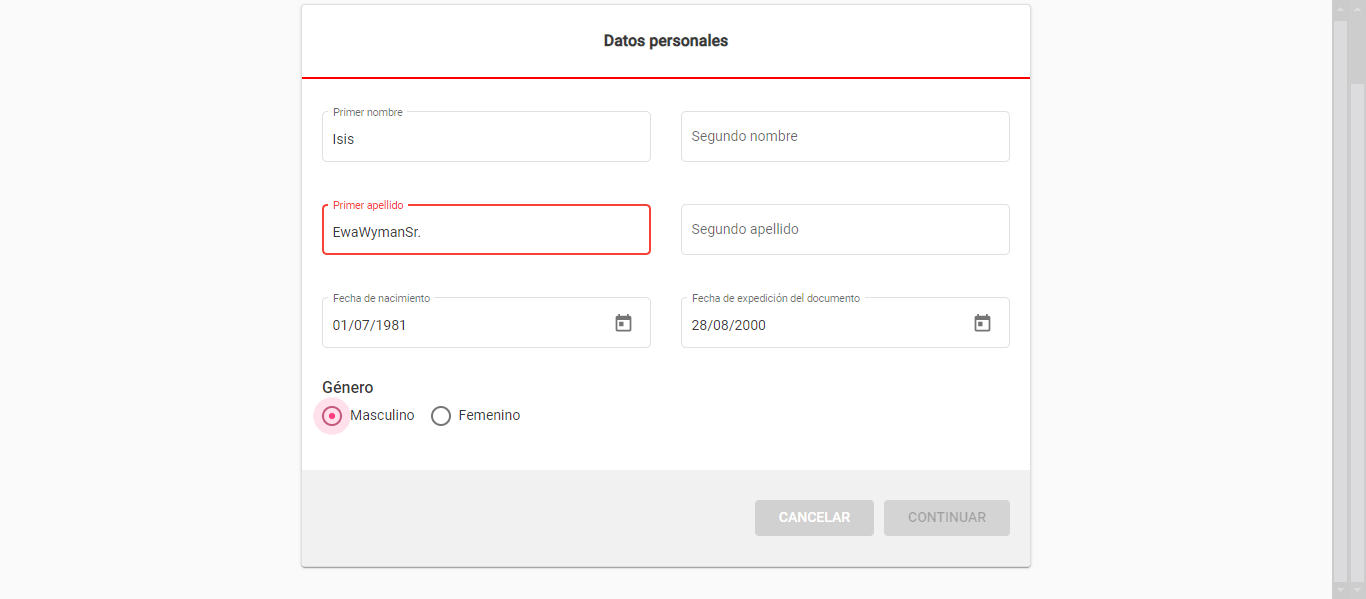 Datos personales
Primer nombre
Isis
Segundo nombre
Primer apellido
EwaWymanSr.
Segundo apellido
Fecha de nacimiento
01/07/1981
Fecha de expedición del documento
28/08/2000
Género
Masculino Femenino
CANCELAR CONTINUAR